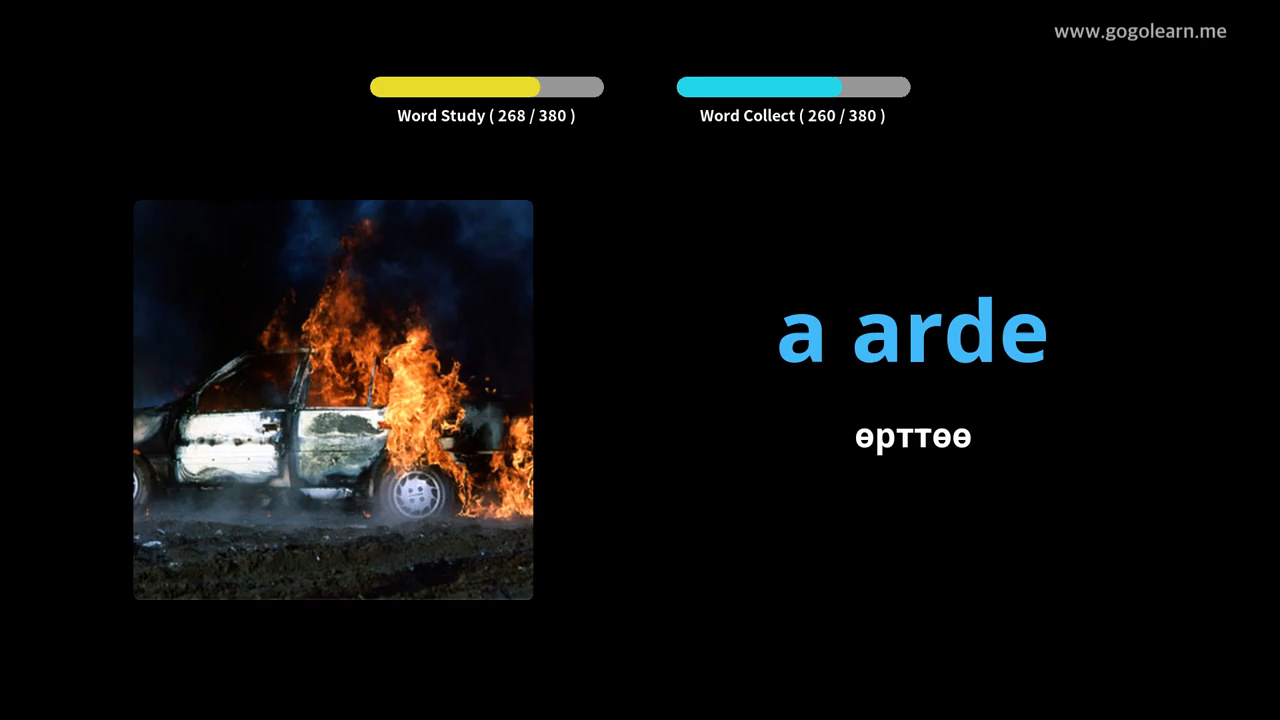 www.gogolearn.me
Word Study ( 268 / 380 )
Word Collect ( 260 / 380 )
a arde
өрттөө